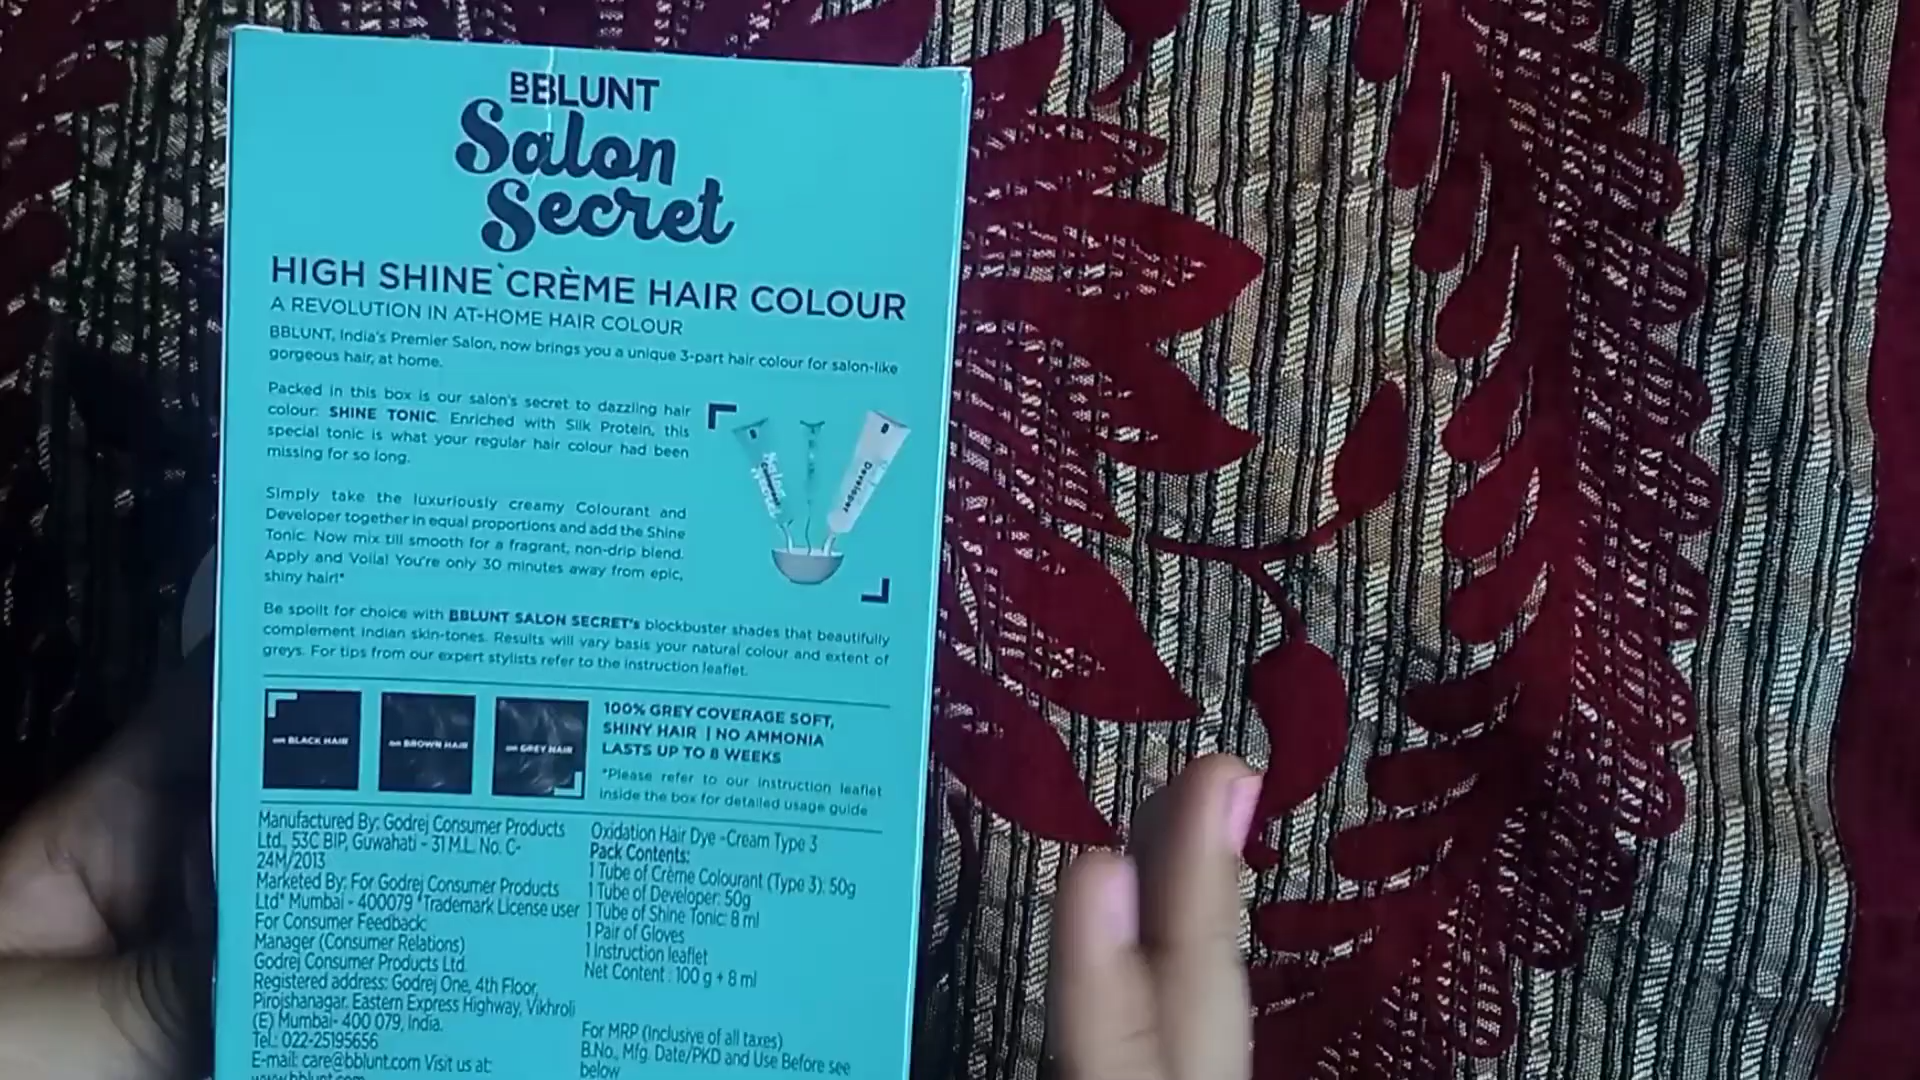 BBLUNT
Salon
Secret
HIGH SHINE CRÈME HAIR COLOUR
A REVOLUTION IN AT-HOME HAIR COLOUR
BBLUNT, India's Premier Salon, now brings you a unique 3-part hair colour for salon-like
gorgeous hair, at home.
Packed in this box is our salon's secret to dazzling hair
colour: SHINE TONIC. Enriched with Silk Protein, this
special tonic is what your regular hair colour had been
missing for so long.
Developer
Simply take the luxuriously creamy Colourant and
Developer together in equal proportions and add the Shine
Tonic. Now mix till smooth for a fragrant, non-drip blend.
Apply and Voila! You're only 30 minutes away from epic,
shiny hair!*
Be spoilt for choice with BBLUNT SALON SECRET's blockbuster shades that beautifully
complement Indian skin-tones. Results will vary basis your natural colour and extent of
greys. For tips from our expert stylists refer to the instruction leaflet.
on BLACK HAIR
on BROWN HAIR
on GREY HAIR
100% GREY COVERAGE SOFT,
SHINY HAIR | NO AMMONIA
LASTS UP TO 8 WEEKS
*Please refer to our instruction leaflet
inside the box for detailed usage guide
Manufactured By: Godrej Consumer Products
Ltd., 53C BIP, Guwahati - 31 M.L. No. C-
24M/2013
Marketed By: For Godrej Consumer Products
Ltd* Mumbai - 400079 *Trademark License user
For Consumer Feedback:
Manager (Consumer Relations)
Godrej Consumer Products Ltd.
Registered address: Godrej One, 4th Floor,
Pirojshanagar, Eastern Express Highway, Vikhroli
(E) Mumbai- 400 079, India.
Tel.: 022-25195656
E-mail: care@bblunt.com Visit us at:
www.bblunt.com
Oxidation Hair Dye -Cream Type 3
Pack Contents:
1 Tube of Crème Colourant (Type 3): 50g
1 Tube of Developer: 50g
1 Tube of Shine Tonic: 8 ml
1 Pair of Gloves
1 Instruction leaflet
Net Content : 100 g + 8 ml
For MRP (Inclusive of all taxes)
B.No., Mfg. Date/PKD and Use Before see
below